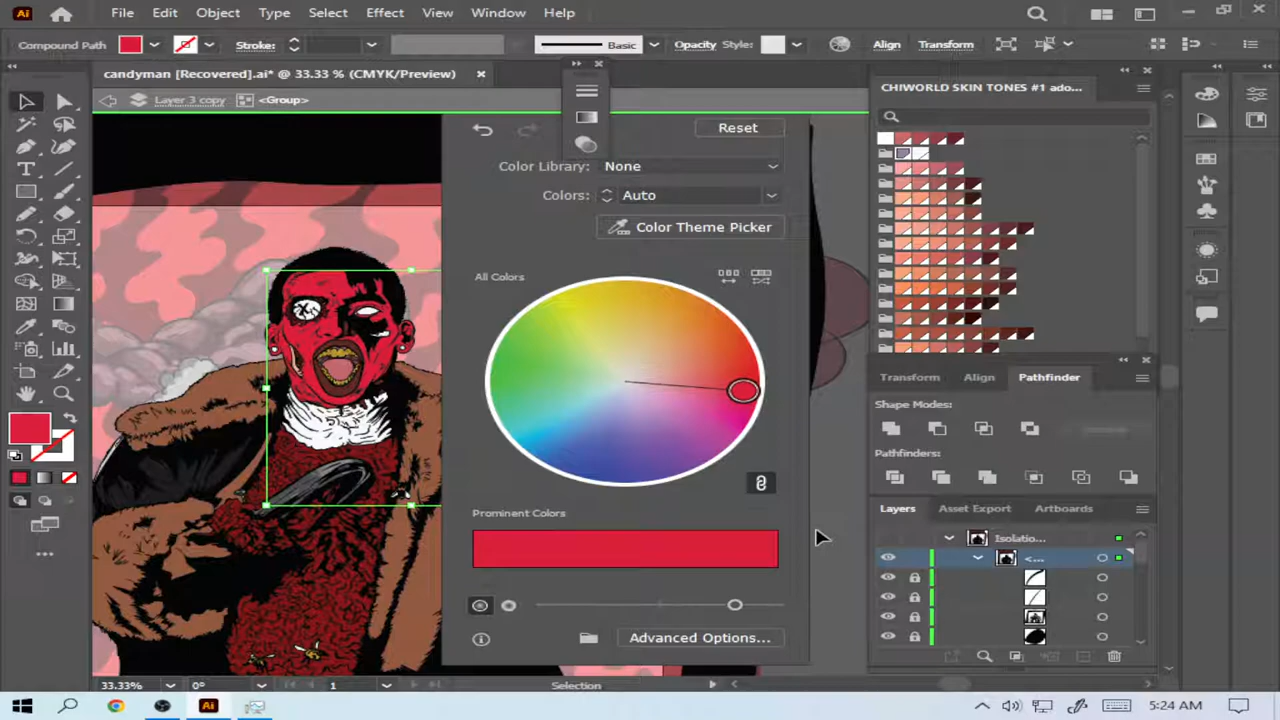 Ai File Edit Object Type Select Effect View Window Help
Compound Path Stroke: Basic Opacity Style: Align Transform
candyman [Recovered].ai* @ 33.33 % (CMYK/Preview)
CHIWORLD SKIN TONES #1 ado...
Layer 3 copy <Group>
Reset
Color Library: None
Colors: Auto
Color Theme Picker
All Colors
Transform Align Pathfinder
Shape Modes:
Pathfinders:
Prominent Colors
Layers Asset Export Artboards
Isolatio...
<...
Advanced Options...
33.33% 0° 1 Selection
Ai 5:24 AM